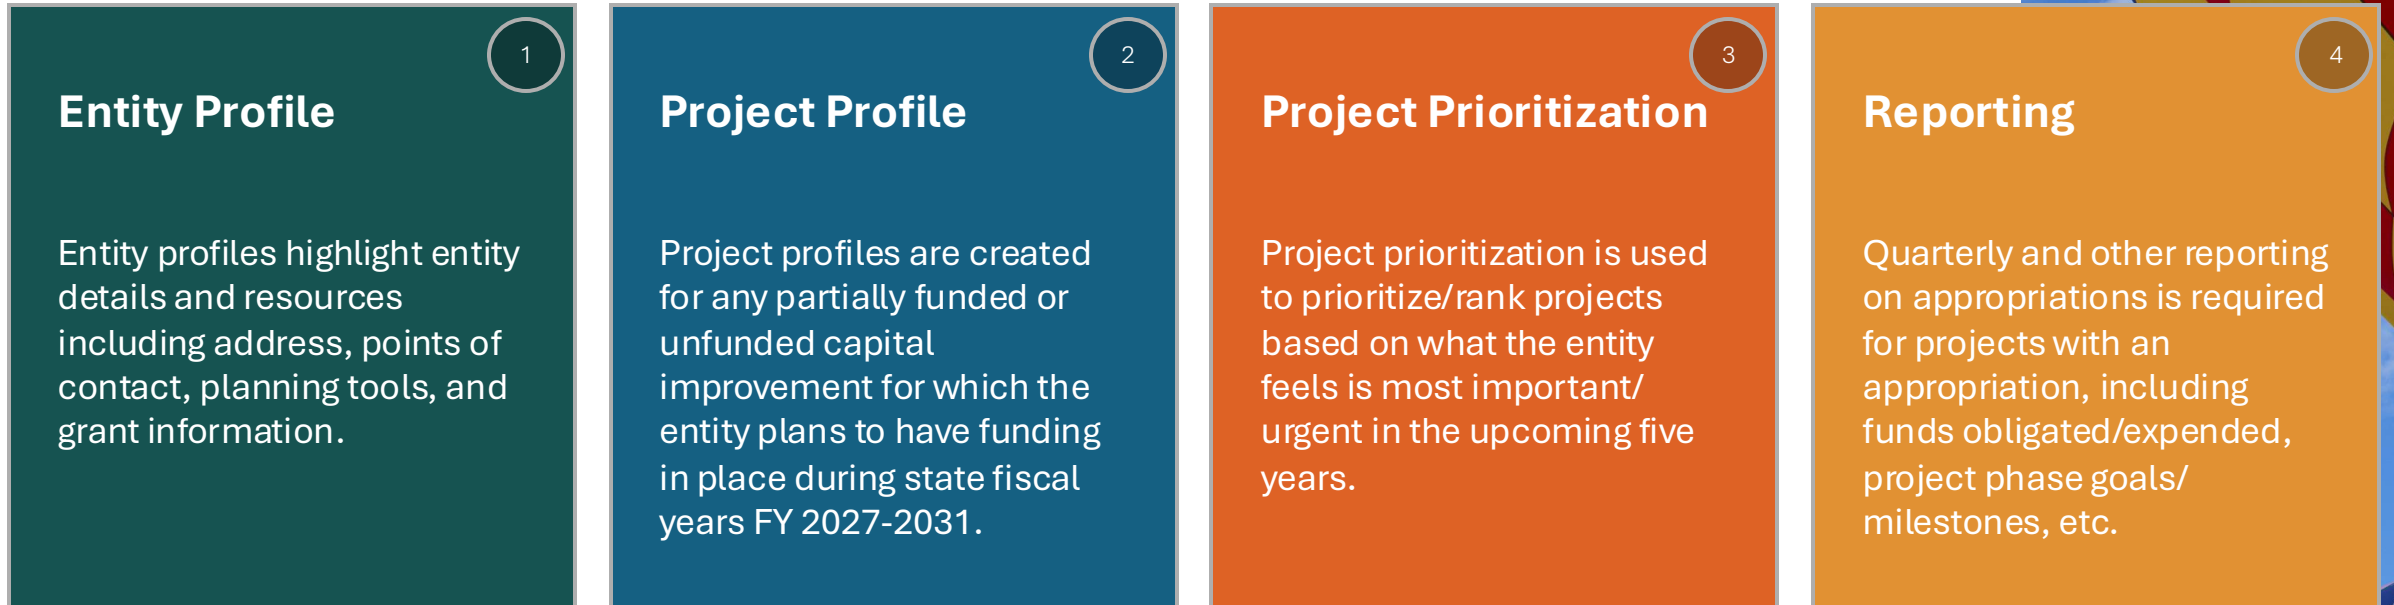 1
Entity Profile
Entity profiles highlight entity
details and resources
including address, points of
contact, planning tools, and
grant information.
2
Project Profile
Project profiles are created
for any partially funded or
unfunded capital
improvement for which the
entity plans to have funding
in place during state fiscal
years FY 2027-2031.
3
Project Prioritization
Project prioritization is used
to prioritize/rank projects
based on what the entity
feels is most important/
urgent in the upcoming five
years.
4
Reporting
Quarterly and other reporting
on appropriations is required
for projects with an
appropriation, including
funds obligated/expended,
project phase goals/
milestones, etc.